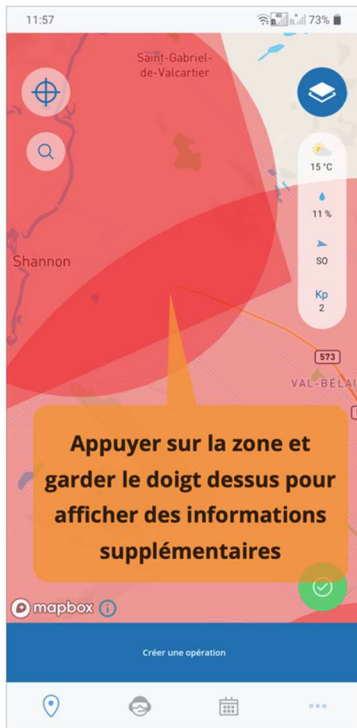 11:57
4G
73%
Saint-Gabriel-
de-Valcartier
15 °C
11 %
SO
Kp
2
Shannon
573
VAL-BÉLAI
Appuyer sur la zone et
garder le doigt dessus pour
afficher des informations
supplémentaires
mapbox
Créer une opération